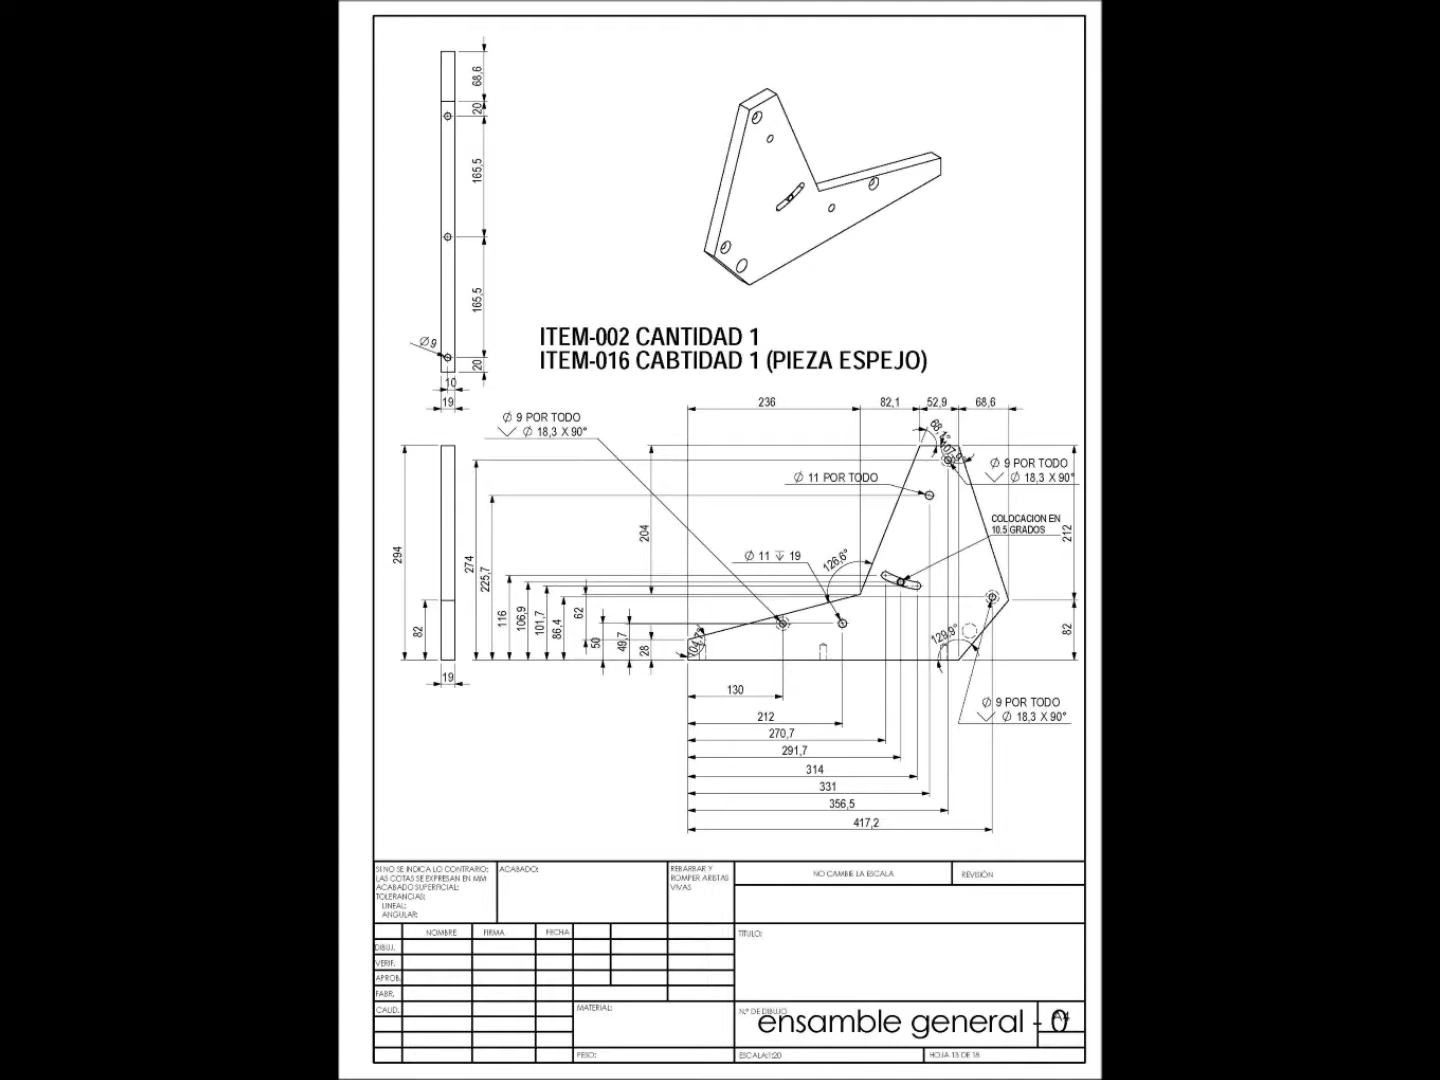 68,6
20
165,5
165,5
Ø9
20
10
19
ITEM-002 CANTIDAD 1
ITEM-016 CABTIDAD 1 (PIEZA ESPEJO)
236
82,1
52,9
68,6
Ø 9 POR TODO
Ø 18,3 X 90°
68,1°
107,9°
Ø 9 POR TODO
Ø 18,3 X 90°
Ø 11 POR TODO
COLOCACION EN
10.5 GRADOS
212
204
294
274
225,7
Ø 11 ↧ 19
126,6°
116
106,9
101,7
86,4
62
50
49,7
28
82
82
104,7°
129,9°
19
130
Ø 9 POR TODO
Ø 18,3 X 90°
212
270,7
291,7
314
331
356,5
417,2
SI NO SE INDICA LO CONTRARIO:
LAS COTAS SE EXPRESAN EN MM
ACABADO SUPERFICIAL:
TOLERANCIAS:
LINEAL:
ANGULAR:
ACABADO:
REBARBAR Y
ROMPER ARISTAS
VIVAS
NO CAMBIE LA ESCALA
REVISIÓN
NOMBRE
FIRMA
FECHA
TÍTULO:
DIBUJ.
VERIF.
APROB.
FABR.
CALID.
MATERIAL:
N.º DE DIBUJO
ensamble general - 0
A4
PESO:
ESCALA:1:20
HOJA 13 DE 18